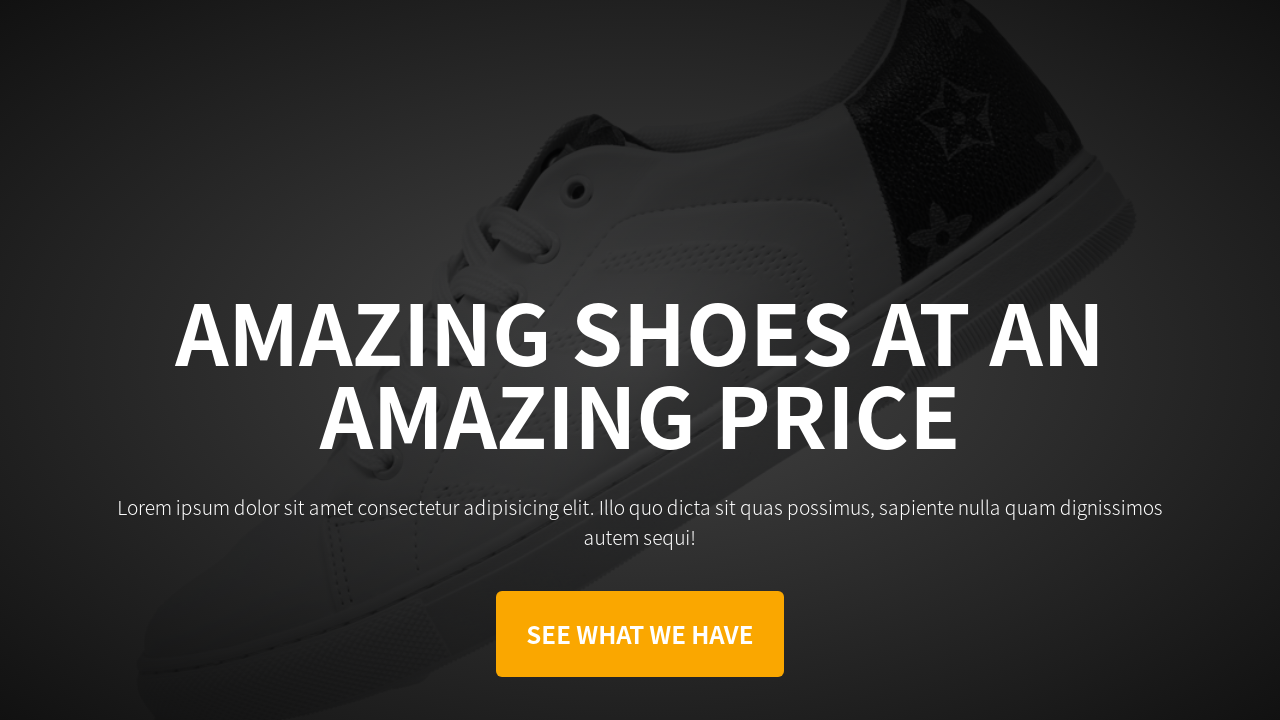 AMAZING SHOES AT AN
AMAZING PRICE
Lorem ipsum dolor sit amet consectetur adipisicing elit. Illo quo dicta sit quas possimus, sapiente nulla quam dignissimos
autem sequi!
SEE WHAT WE HAVE